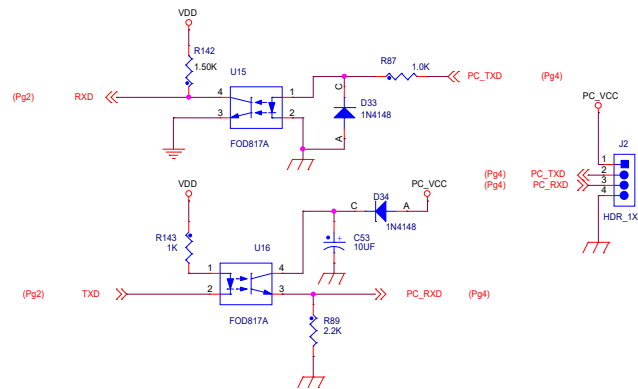 VDD
R142
1.50K
U15
R87
1.0K
PC_TXD
(Pg4)
(Pg2)
RXD
4
1
3
2
C
D33
1N4148
A
FOD817A
PC_VCC
J2
1
2
3
4
(Pg4)
PC_TXD
(Pg4)
PC_RXD
HDR_1X
VDD
R143
1K
U16
D34
PC_VCC
C
A
1N4148
C53
10UF
+
1
4
2
3
(Pg2)
TXD
PC_RXD
(Pg4)
FOD817A
R89
2.2K